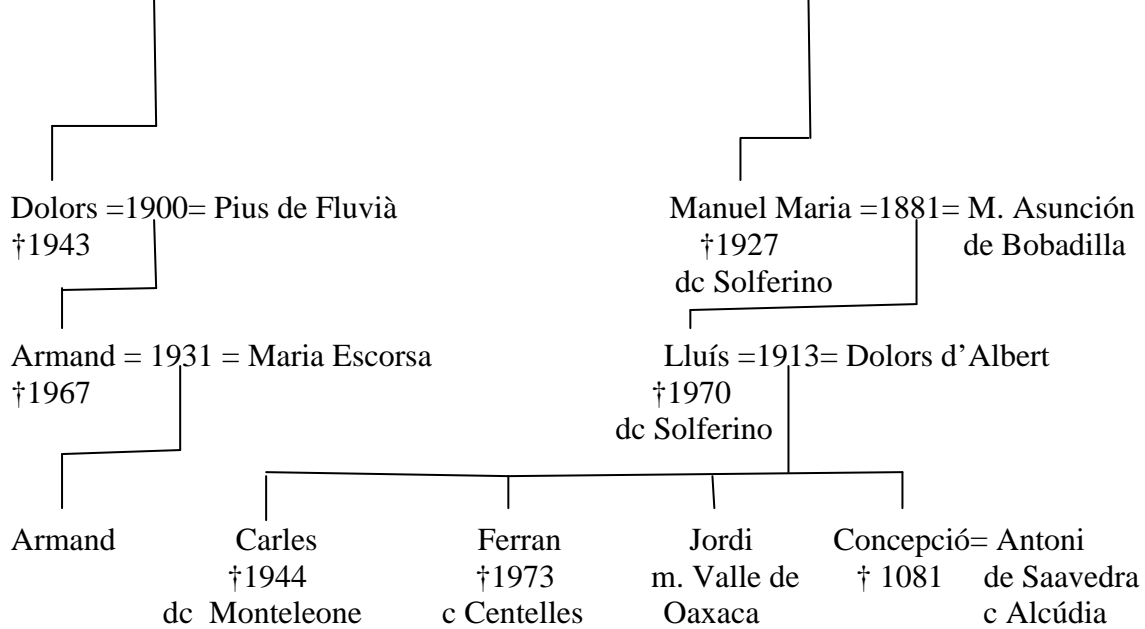 Dolors =1900= Pius de Fluvià
†1943
Manuel Maria =1881= M. Asunción
†1927 de Bobadilla
dc Solferino
Armand = 1931 = Maria Escorsa
†1967
Lluís =1913= Dolors d’Albert
†1970
dc Solferino
Armand
Carles
†1944
dc Monteleone
Ferran
†1973
c Centelles
Jordi
m. Valle de
Oaxaca
Concepció= Antoni
† 1081 de Saavedra
c Alcúdia